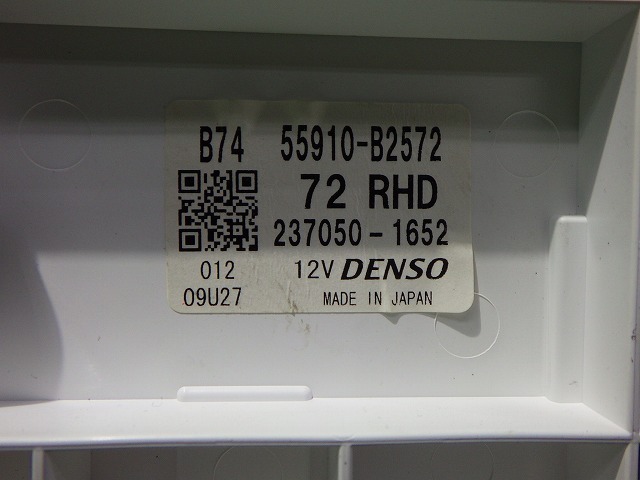 B74 55910-B2572
72 RHD
237050-1652
012 12V DENSO
09U27 MADE IN JAPAN